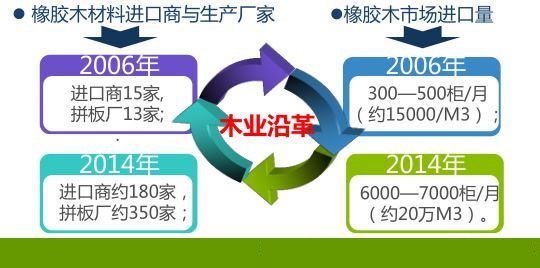 ● 橡胶木材料进口商与生产厂家
●橡胶木市场进口量
2006年
进口商15家,
拼板厂13家;
.
2006年
300—500柜/月
（约15000/M3）;
木业沿革
2014年
进口商约180家，
拼板厂约350家;
2014年
6000—7000柜/月
（约20万M3）。